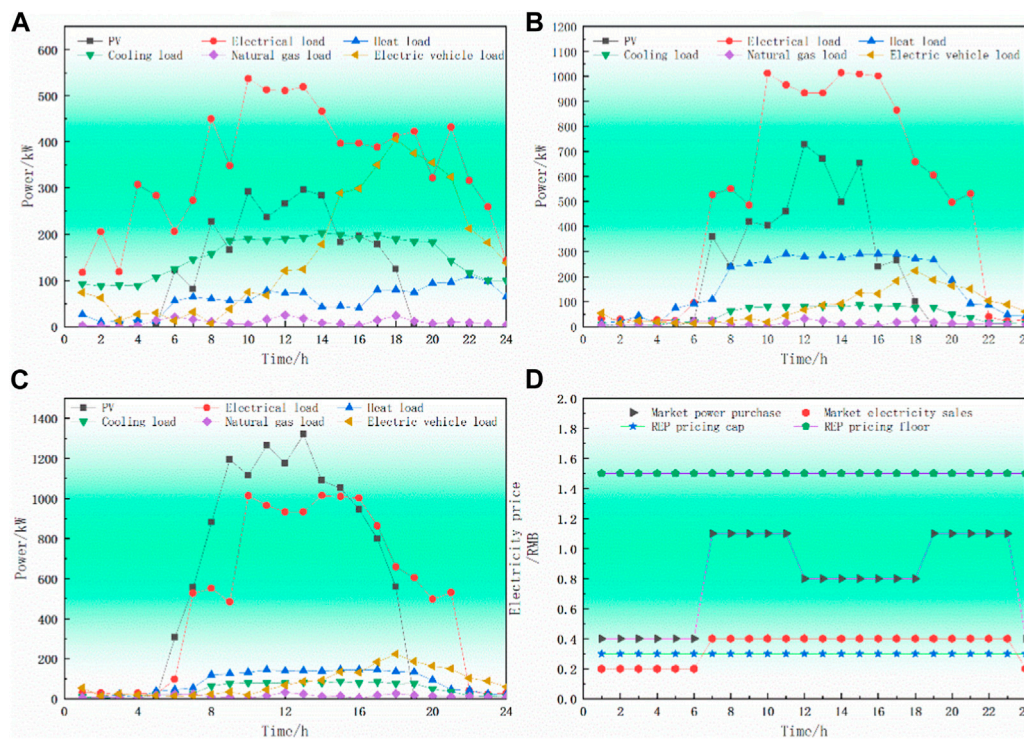 A
PV
Electrical load
Heat load
Cooling load
Natural gas load
Electric vehicle load
600
500
400
300
200
100
0
Power/kW
0 2 4 6 8 10 12 14 16 18 20 22 24
Time/h
B
PV
Electrical load
Heat load
Cooling load
Natural gas load
Electric vehicle load
1200
1100
1000
900
800
700
600
500
400
300
200
100
0
Power/kW
0 2 4 6 8 10 12 14 16 18 20 22 24
Time/h
C
PV
Electrical load
Heat load
Cooling load
Natural gas load
Electric vehicle load
1400
1200
1000
800
600
400
200
0
Power/kW
0 2 4 6 8 10 12 14 16 18 20 22 24
Time/h
D
Market power purchase
Market electricity sales
REP pricing cap
REP pricing floor
2.0
1.8
1.6
1.4
1.2
1.0
0.8
0.6
0.4
0.2
0.0
Electricity price
/RMB
0 2 4 6 8 10 12 14 16 18 20 22 24
Time/h